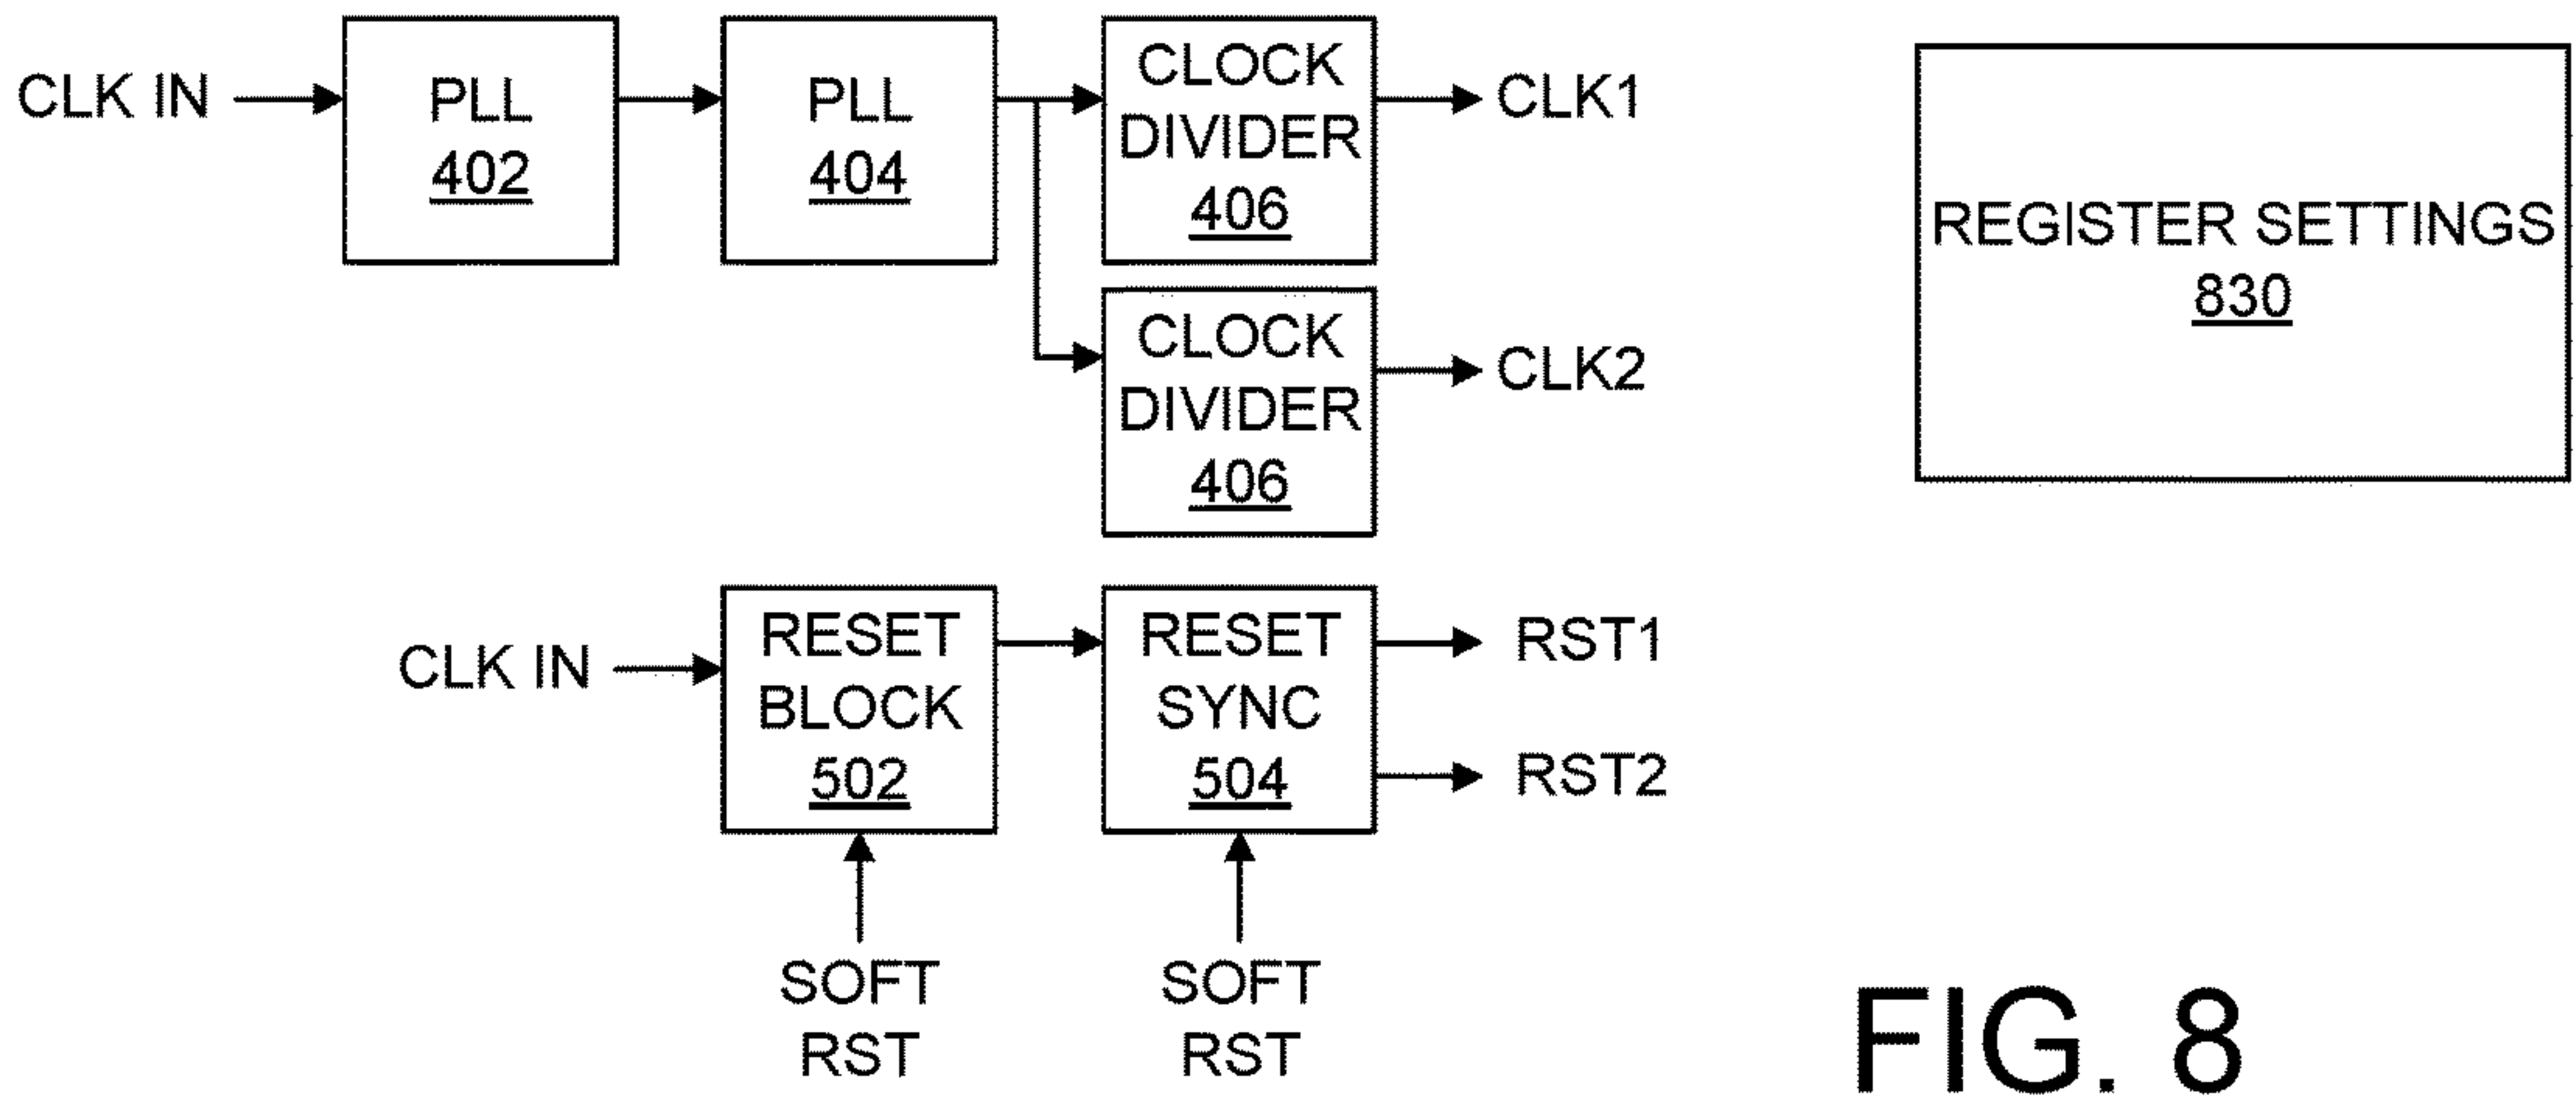 CLK IN
PLL
402
PLL
404
CLOCK
DIVIDER
406
CLK1
CLOCK
DIVIDER
406
CLK2
REGISTER SETTINGS
830
CLK IN
RESET
BLOCK
502
RESET
SYNC
504
RST1
RST2
SOFT
RST
SOFT
RST
FIG. 8